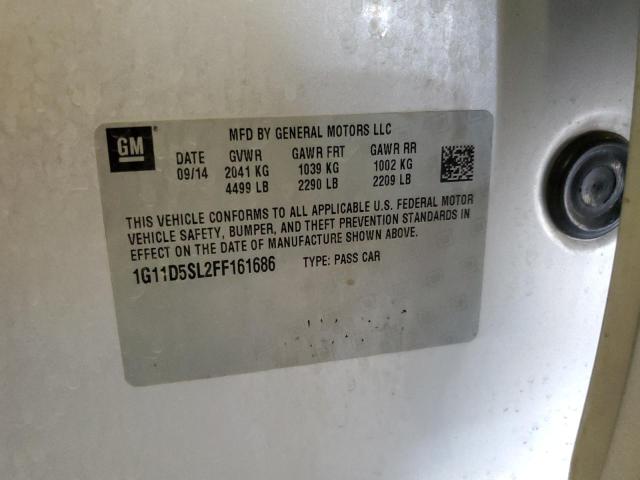 GM
MFD BY GENERAL MOTORS LLC
DATE GVWR GAWR FRT GAWR RR
09/14 2041 KG 1039 KG 1002 KG
4499 LB 2290 LB 2209 LB
THIS VEHICLE CONFORMS TO ALL APPLICABLE U.S. FEDERAL MOTOR
VEHICLE SAFETY, BUMPER, AND THEFT PREVENTION STANDARDS IN
EFFECT ON THE DATE OF MANUFACTURE SHOWN ABOVE.
1G11D5SL2FF161686 TYPE: PASS CAR